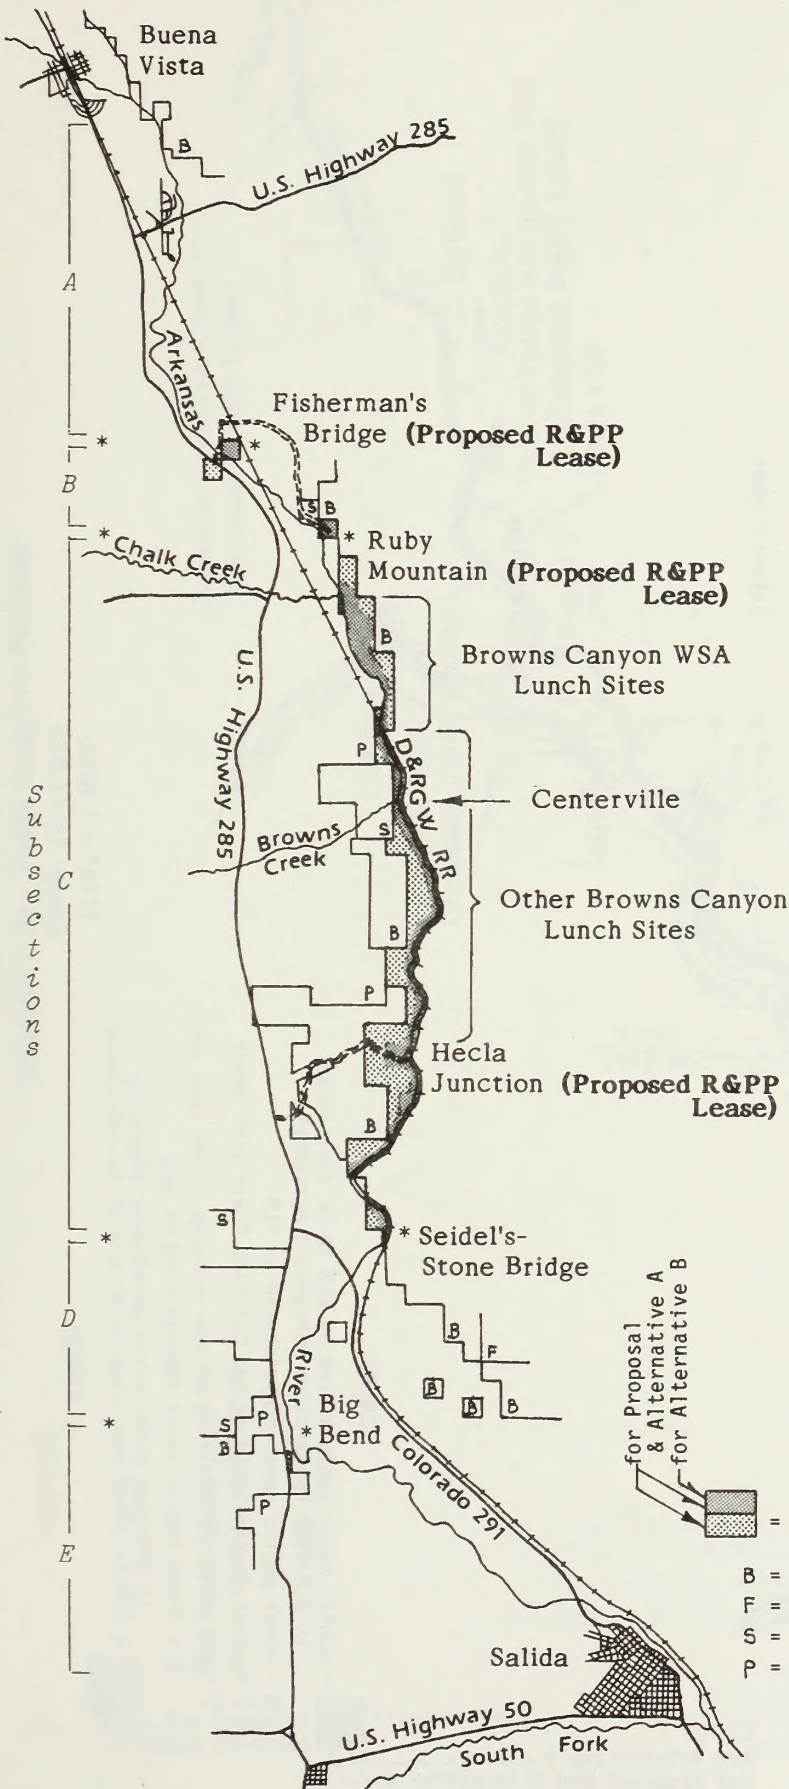 Buena
Vista
B
U.S. Highway 285
A
Arkansas
Fisherman's
Bridge (Proposed R&PP
Lease)
*
*
B
S B
* Ruby
Mountain (Proposed R&PP
Lease)
*
Chalk Creek
B
Browns Canyon WSA
Lunch Sites
U.S. Highway 285
P
D&RGW RR
Centerville
S
Browns
Creek
Subsections
C
Other Browns Canyon
Lunch Sites
B
P
Hecla
Junction (Proposed R&PP
Lease)
B
S
*
* Seidel's-
Stone Bridge
D
B
F
B
B
B
River
Big
* Bend
*
S
P
B
P
Colorado 291
for Proposal
& Alternative A
for Alternative B
=
B =
F =
S =
P =
E
Salida
U.S. Highway 50
South Fork